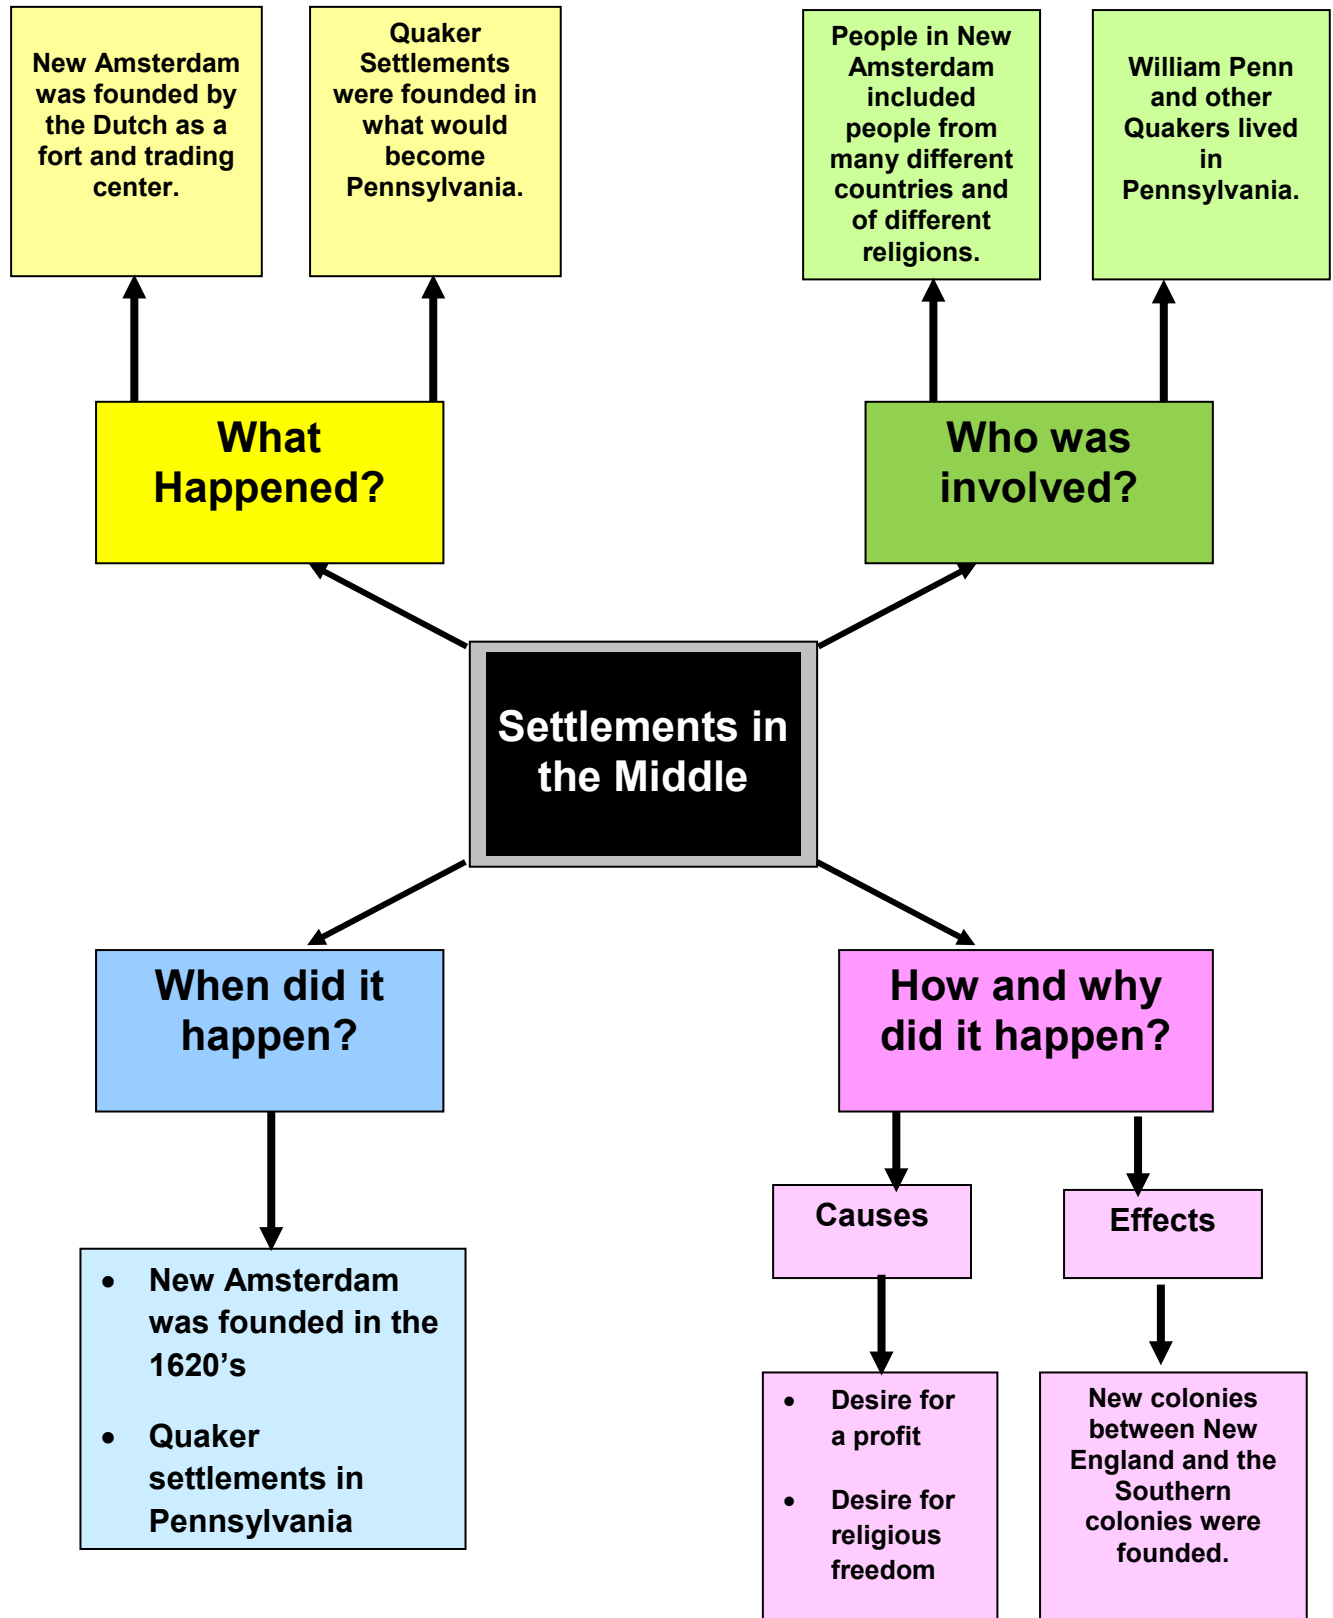 New Amsterdam
was founded by
the Dutch as a
fort and trading
center.
Quaker
Settlements
were founded in
what would
become
Pennsylvania.
People in New
Amsterdam
included
people from
many different
countries and
of different
religions.
William Penn
and other
Quakers lived
in
Pennsylvania.
What
Happened?
Who was
involved?
Settlements in
the Middle
When did it
happen?
How and why
did it happen?
Causes
Effects
• New Amsterdam
was founded in the
1620’s
• Quaker
settlements in
Pennsylvania
• Desire for
a profit
• Desire for
religious
freedom
New colonies
between New
England and the
Southern
colonies were
founded.